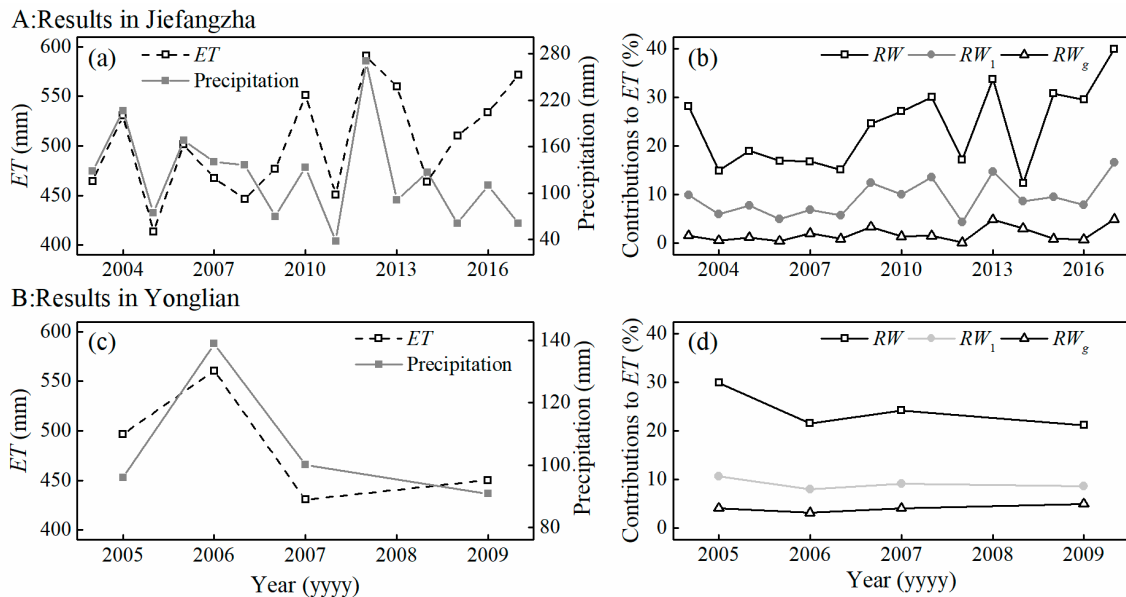 A:Results in Jiefangzha
(a)
ET
Precipitation
600
550
500
450
400
ET (mm)
280
220
160
100
40
Precipitation (mm)
2004 2007 2010 2013 2016
(b)
RW RW1 RWg
40
30
20
10
0
Contributions to ET (%)
2004 2007 2010 2013 2016
B:Results in Yonglian
(c)
ET
Precipitation
600
550
500
450
400
ET (mm)
140
120
100
80
Precipitation (mm)
2005 2006 2007 2008 2009
Year (yyyy)
(d)
RW RW1 RWg
40
30
20
10
0
Contributions to ET (%)
2005 2006 2007 2008 2009
Year (yyyy)